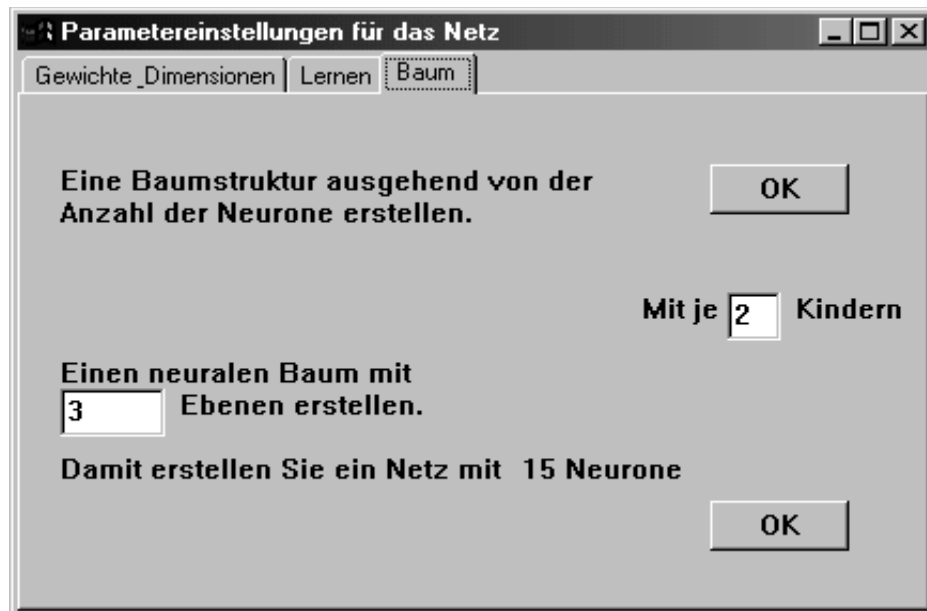 Parametereinstellungen für das Netz
Gewichte_Dimensionen Lernen Baum
Eine Baumstruktur ausgehend von der
Anzahl der Neurone erstellen.
OK
Mit je 2 Kindern
Einen neuralen Baum mit
3 Ebenen erstellen.
Damit erstellen Sie ein Netz mit 15 Neurone
OK